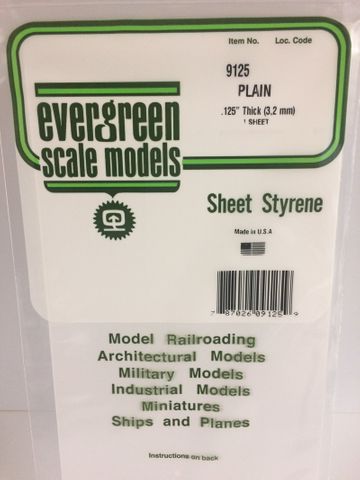 Item No. Loc. Code
9125
PLAIN
.125" Thick (3,2 mm)
1 SHEET
evergreen
scale models
Sheet Styrene
Made in U.S.A
7 87026 09125 9
Model Railroading
Architectural Models
Military Models
Industrial Models
Miniatures
Ships and Planes
Instructions on back